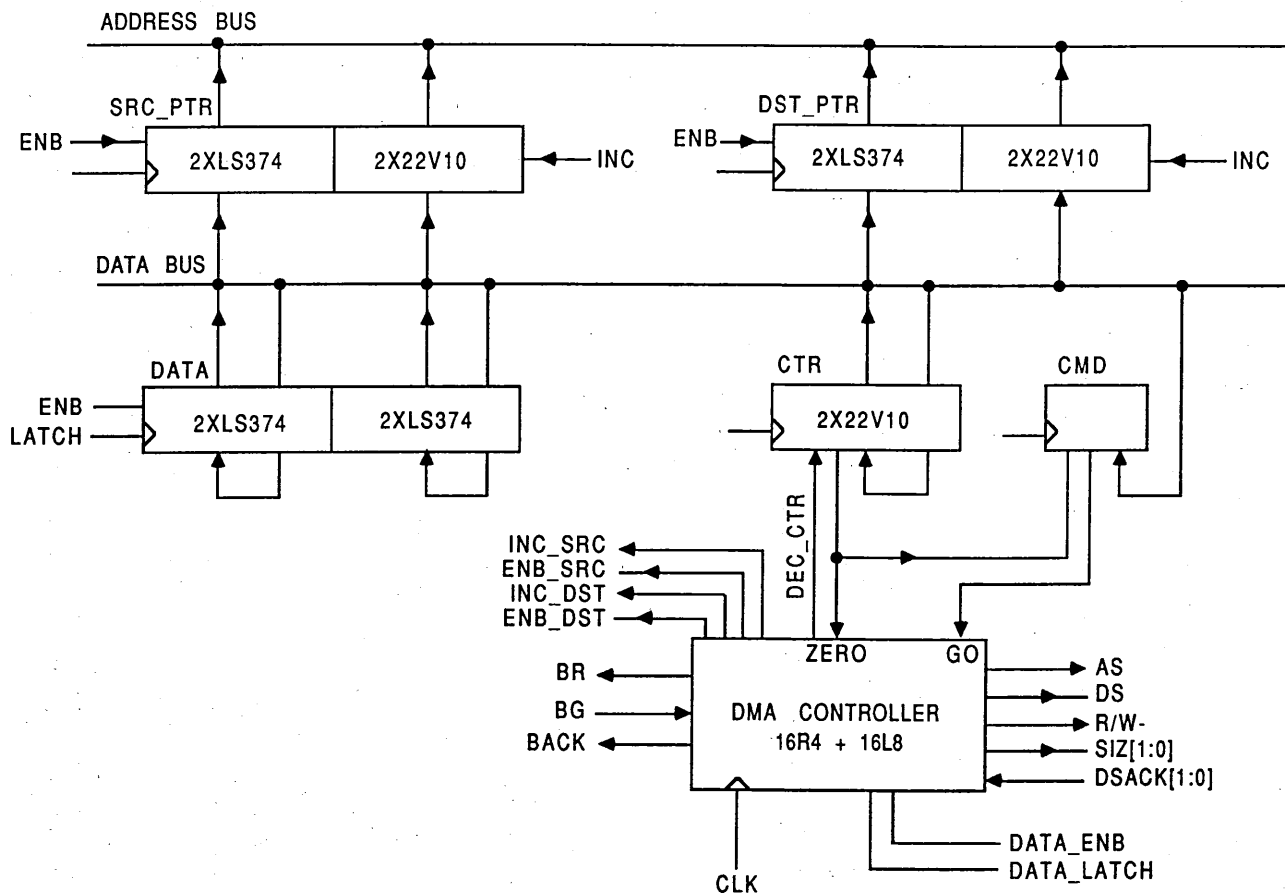 ADDRESS BUS
SRC_PTR
DST_PTR
ENB
2XLS374
2X22V10
INC
ENB
2XLS374
2X22V10
INC
DATA BUS
DATA
CTR
CMD
ENB
LATCH
2XLS374
2XLS374
2X22V10
DEC_CTR
INC_SRC
ENB_SRC
INC_DST
ENB_DST
ZERO
GO
BR
BG
BACK
DMA CONTROLLER
16R4 + 16L8
AS
DS
R/W-
SIZ[1:0]
DSACK[1:0]
DATA_ENB
DATA_LATCH
CLK